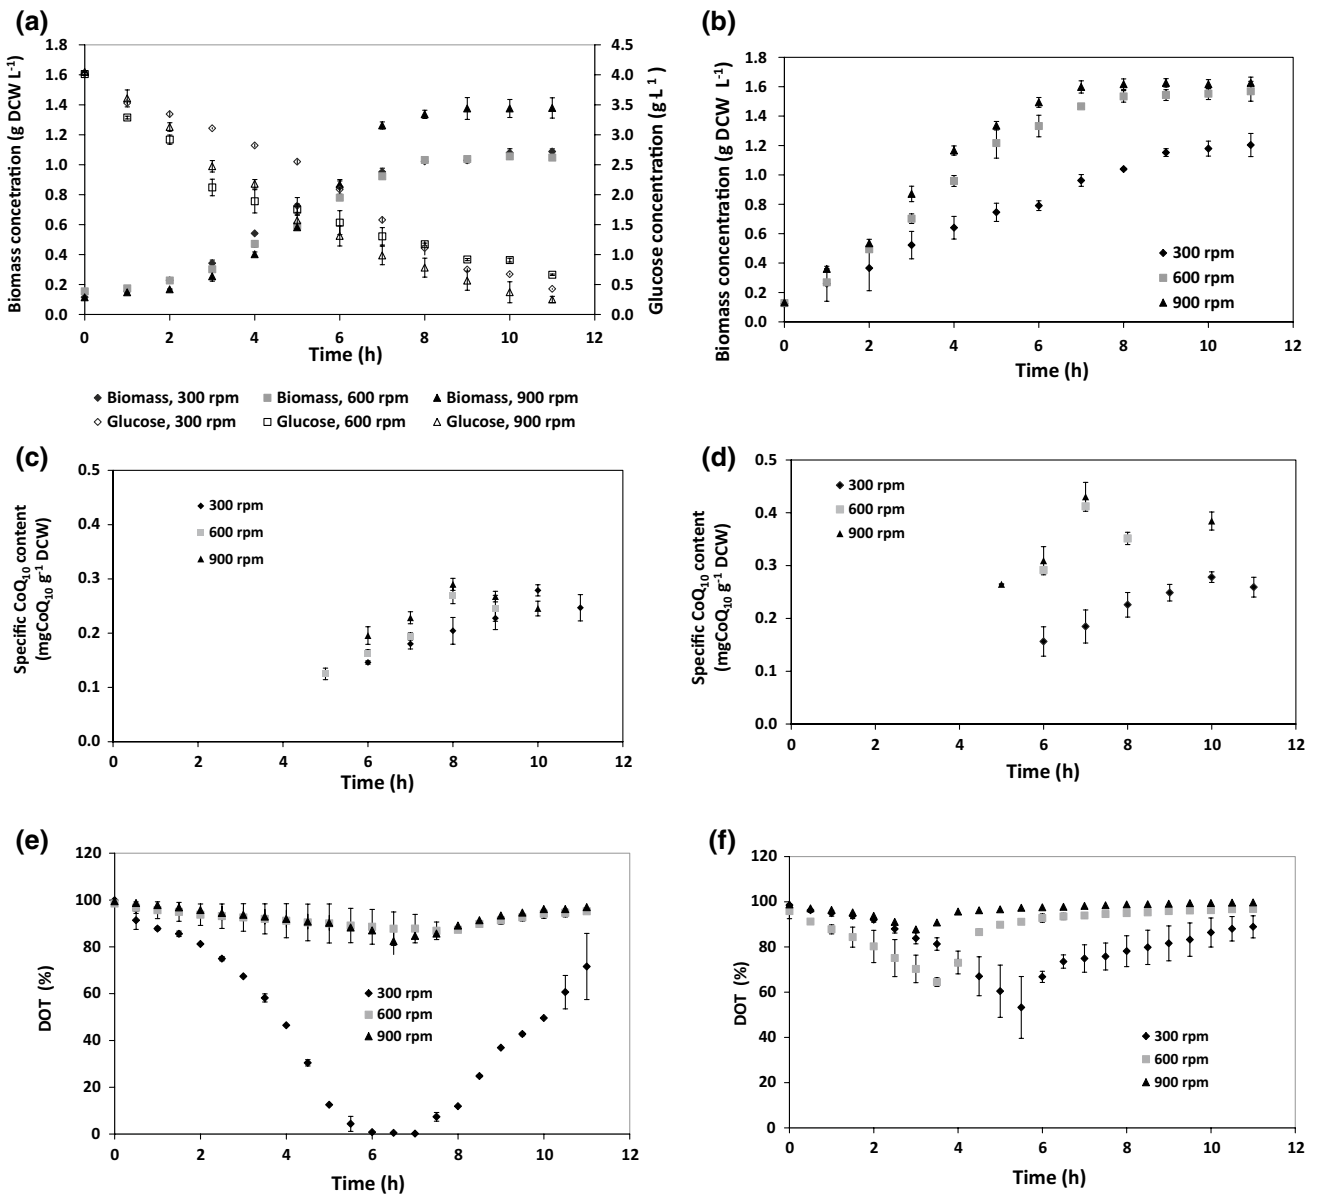 (a)
Biomass concetration (g DCW L-1)
1.8
1.6
1.4
1.2
1.0
0.8
0.6
0.4
0.2
0.0
4.5
4.0
3.5
3.0
2.5
2.0
1.5
1.0
0.5
0.0
Glucose concentration (g·L-1)
0 2 4 6 8 10 12
Time (h)
Biomass, 300 rpm Biomass, 600 rpm Biomass, 900 rpm
Glucose, 300 rpm Glucose, 600 rpm Glucose, 900 rpm
(b)
Biomass concentration (g DCW L-1)
1.8
1.6
1.4
1.2
1.0
0.8
0.6
0.4
0.2
0.0
300 rpm
600 rpm
900 rpm
0 2 4 6 8 10 12
Time (h)
(c)
Specific CoQ10 content
(mgCoQ10 g-1 DCW)
0.5
0.4
0.3
0.2
0.1
0.0
300 rpm
600 rpm
900 rpm
0 2 4 6 8 10 12
Time (h)
(d)
Specific CoQ10 content
(mgCoQ10 g-1 DCW)
0.5
0.4
0.3
0.2
0.1
0.0
300 rpm
600 rpm
900 rpm
0 2 4 6 8 10 12
Time (h)
(e)
DOT (%)
120
100
80
60
40
20
0
300 rpm
600 rpm
900 rpm
0 2 4 6 8 10 12
Time (h)
(f)
DOT (%)
120
100
80
60
40
20
0
300 rpm
600 rpm
900 rpm
0 2 4 6 8 10 12
Time (h)